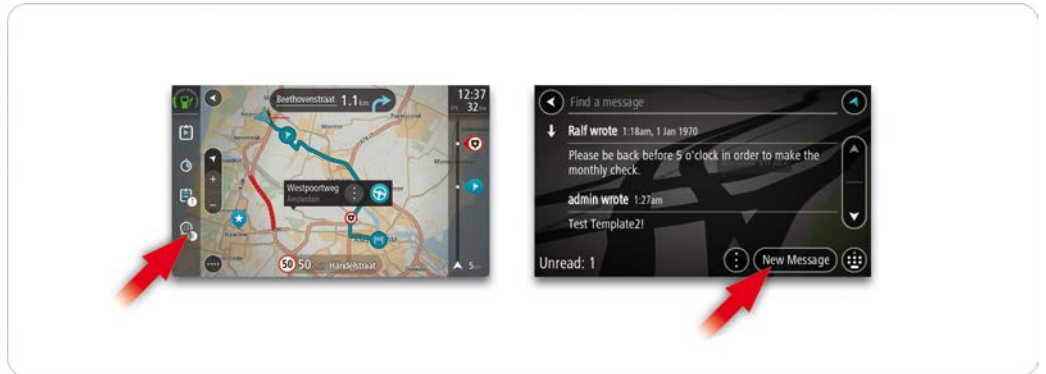 Beethovenstraat 1.1 km
12:37
32
Westpoortweg
Amsterdam
50 50 Handelstraat
5
Find a message
Ralf wrote 1:18am, 1 Jan 1970
Please be back before 5 o'clock in order to make the
monthly check.
admin wrote 1:27am
Test Template2!
Unread: 1
New Message